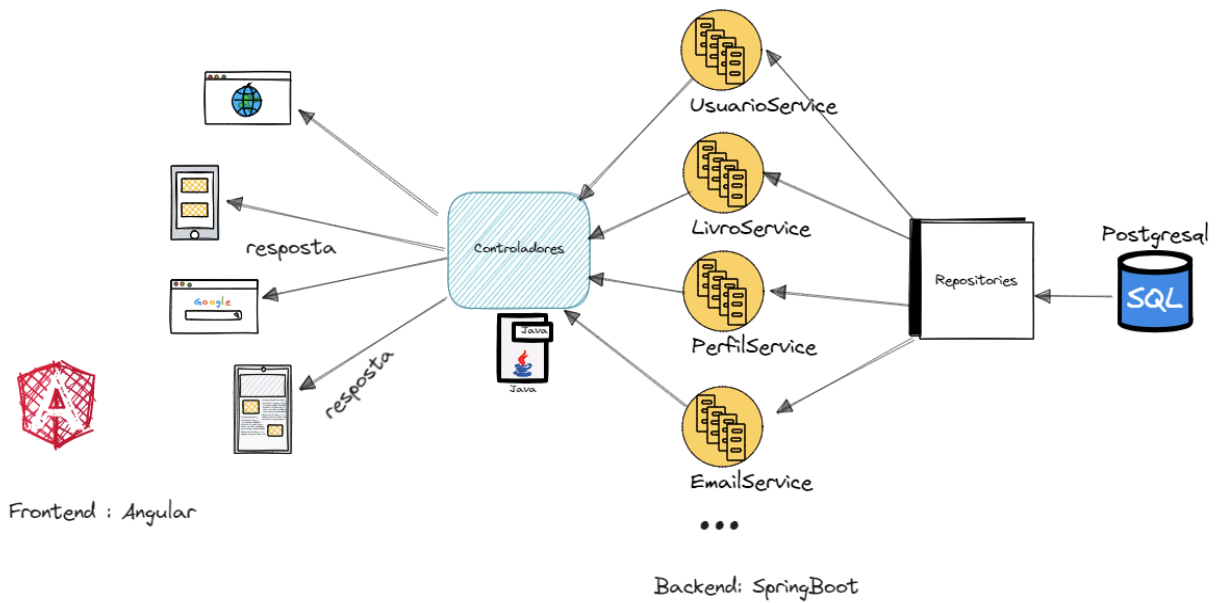 UsuarioService
LivroService
Postgresql
SQL
resposta
Controladores
Repositories
Google
Java
Java
PerfilService
resposta
A
EmailService
Frontend : Angular
...
Backend: SpringBoot